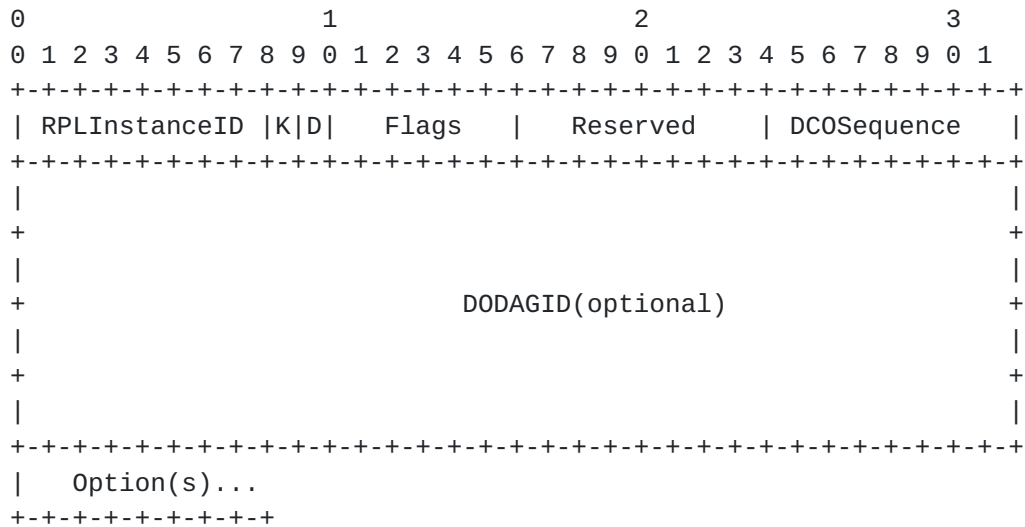 0                   1                   2                   3
0 1 2 3 4 5 6 7 8 9 0 1 2 3 4 5 6 7 8 9 0 1 2 3 4 5 6 7 8 9 0 1
+-+-+-+-+-+-+-+-+-+-+-+-+-+-+-+-+-+-+-+-+-+-+-+-+-+-+-+-+-+-+-+-+
| RPLInstanceID |K|D|   Flags   |   Reserved    | DCOSequence   |
+-+-+-+-+-+-+-+-+-+-+-+-+-+-+-+-+-+-+-+-+-+-+-+-+-+-+-+-+-+-+-+-+
|                                                               |
+                                                               +
|                                                               |
+                            DODAGID(optional)                  +
|                                                               |
+                                                               +
|                                                               |
+-+-+-+-+-+-+-+-+-+-+-+-+-+-+-+-+-+-+-+-+-+-+-+-+-+-+-+-+-+-+-+-+
|   Option(s)...
+-+-+-+-+-+-+-+-+